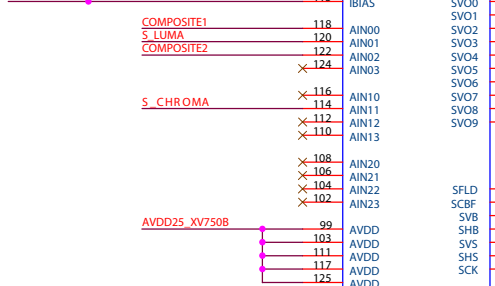 IBIAS SVO0
SVO1
COMPOSITE1 118 AIN00 SVO2
S_LUMA 120 AIN01 SVO3
COMPOSITE2 122 AIN02 SVO4
124 AIN03 SVO5
SVO6
116 AIN10 SVO7
S_CHROMA 114 AIN11 SVO8
112 AIN12 SVO9
110 AIN13
108 AIN20
106 AIN21
104 AIN22 SFLD
102 AIN23 SCBF
SVB
AVDD25_XV750B 99 AVDD SHB
103 AVDD SVS
111 AVDD SHS
117 AVDD SCK
125 AVDD